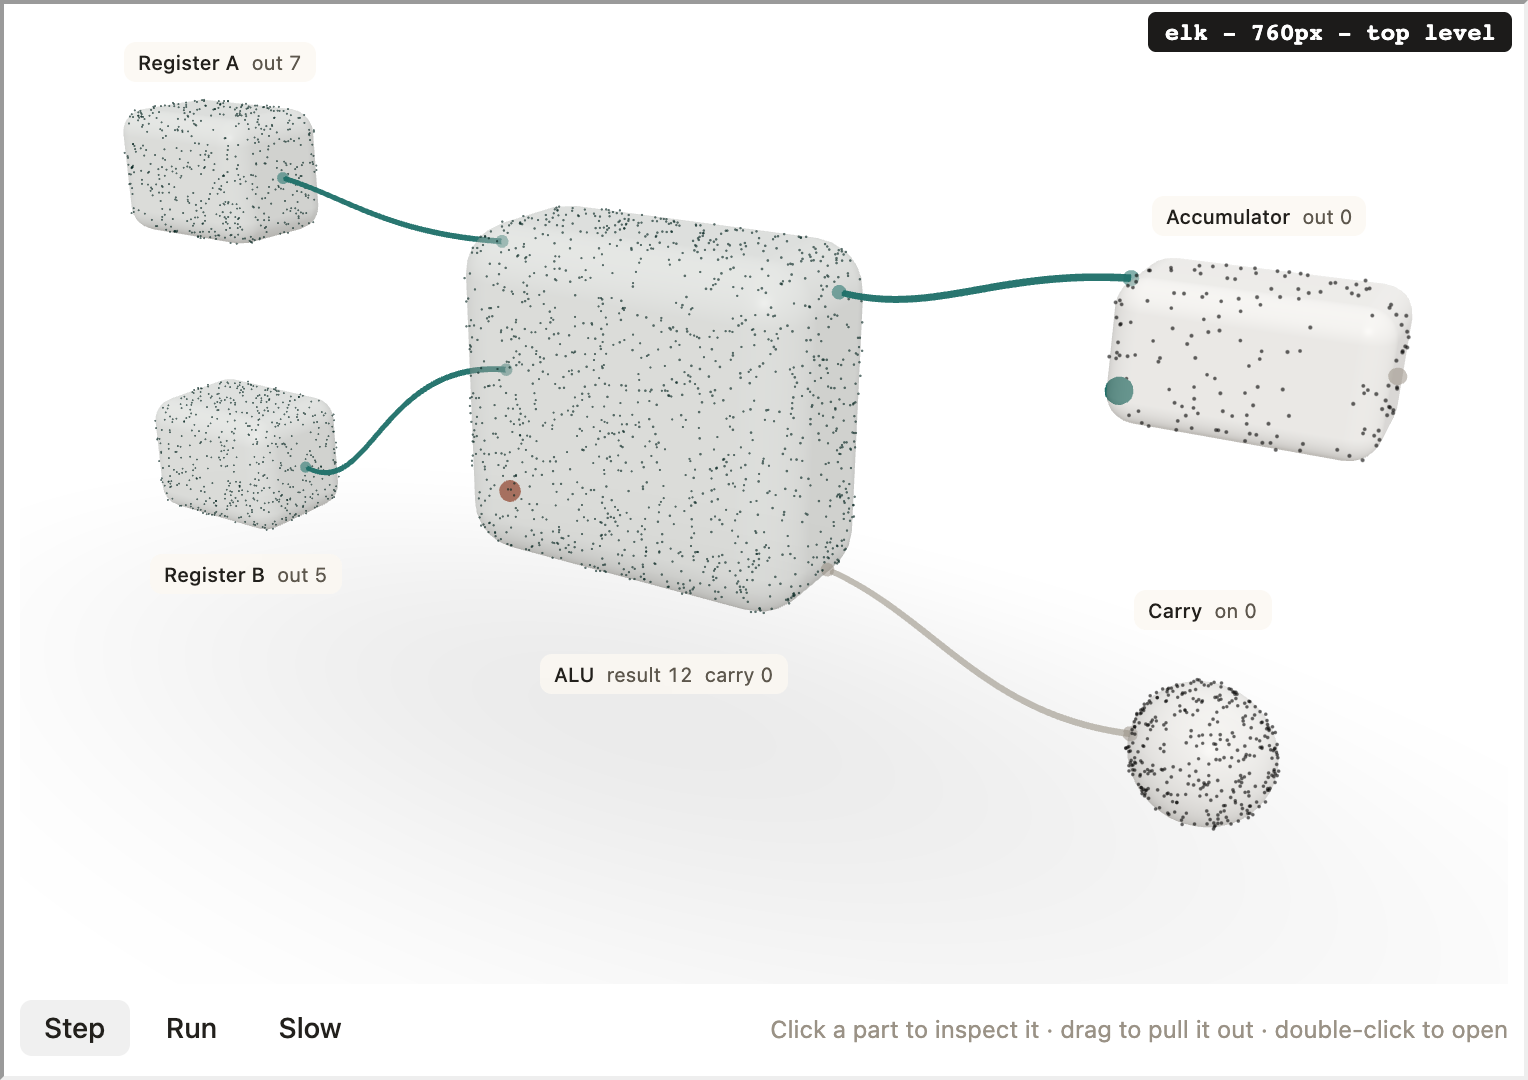 elk – 760px – top level
Register A out 7
Accumulator out 0
Register B out 5
Carry on 0
ALU result 12 carry 0
Step Run Slow
Click a part to inspect it · drag to pull it out · double-click to open